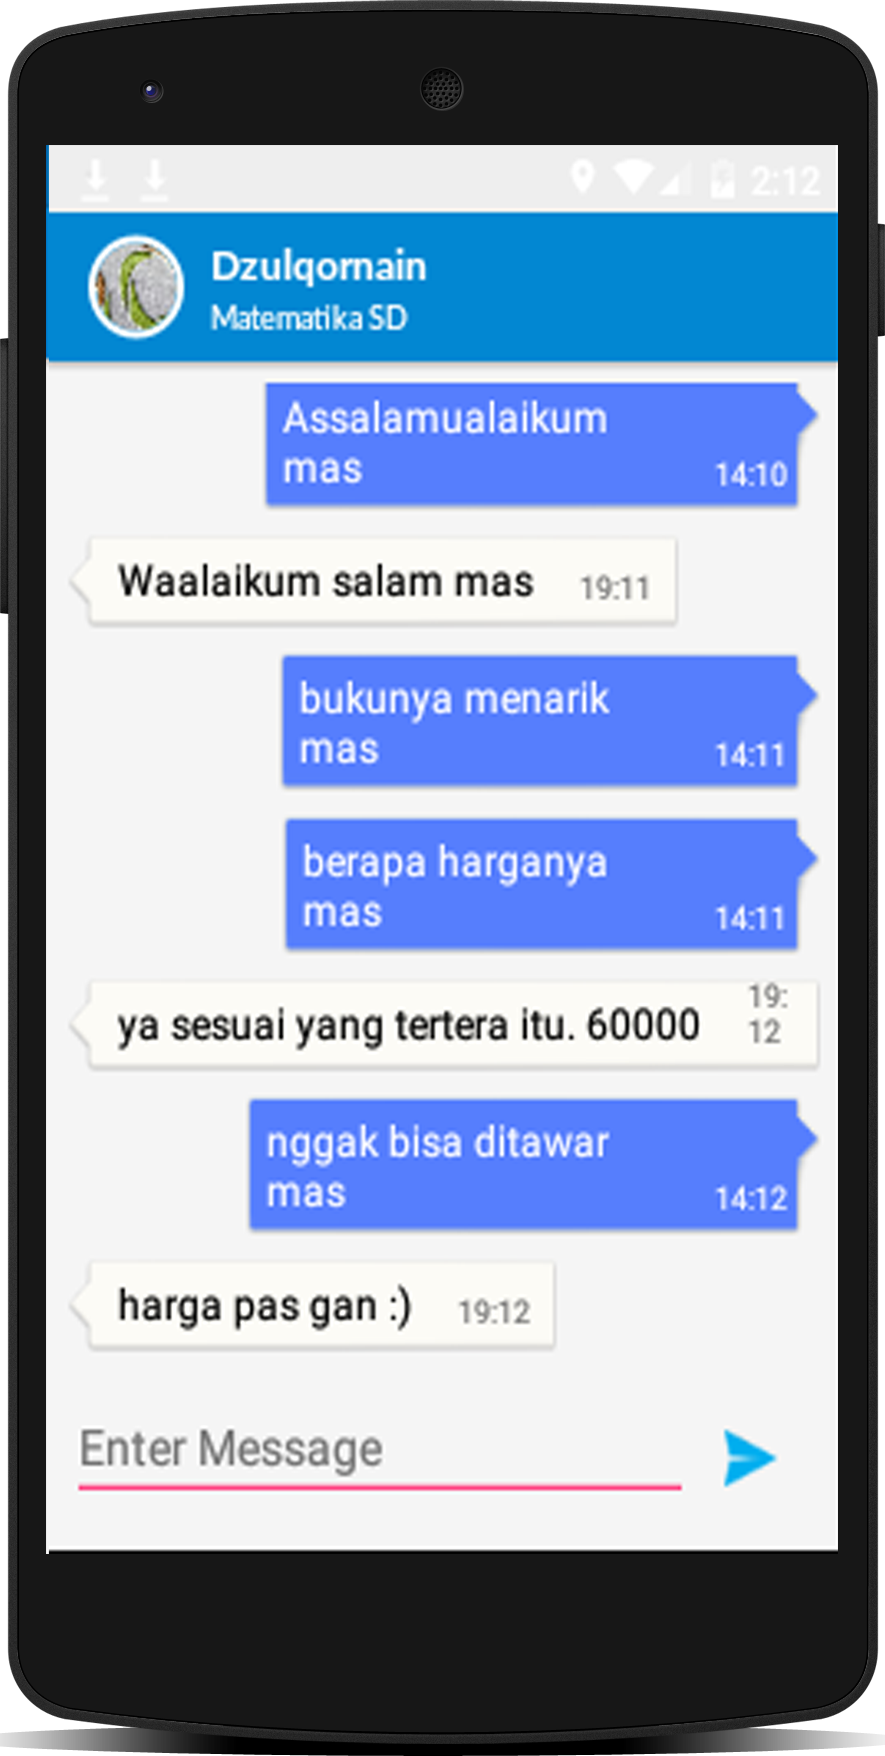 2:12
Dzulqornain
Matematika SD
Assalamualaikum
mas
14:10
Waalaikum salam mas
19:11
bukunya menarik
mas
14:11
berapa harganya
mas
14:11
ya sesuai yang tertera itu. 60000
19:
12
nggak bisa ditawar
mas
14:12
harga pas gan :)
19:12
Enter Message